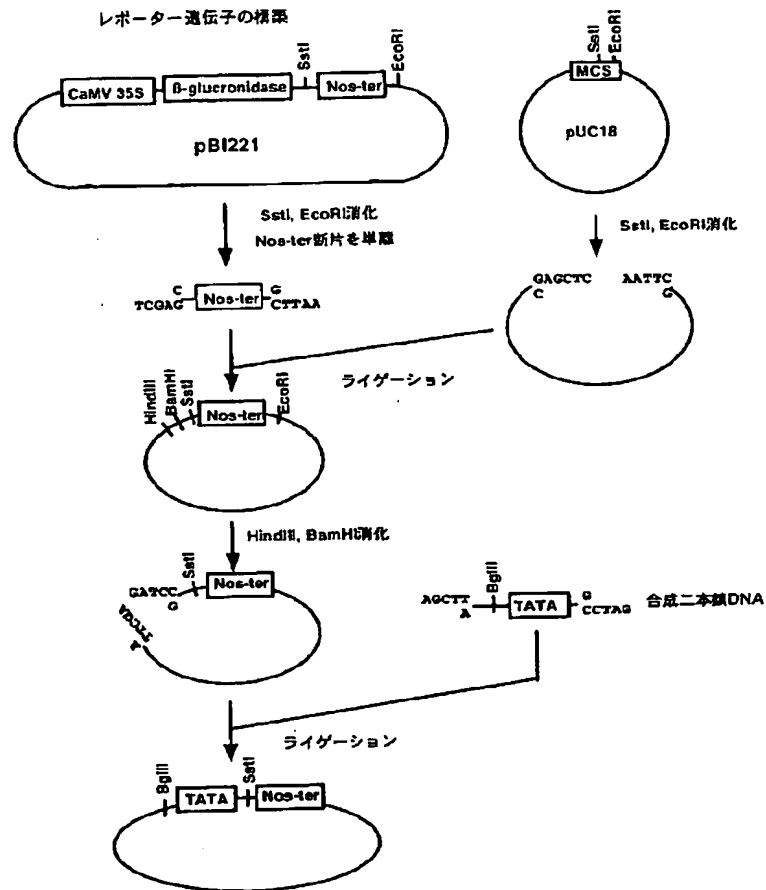 レポーター遺伝子の構築
SstI
EcoRI
CaMV 35S
β-glucronidase
Nos-ter
pBI221
SstI
EcoRI
MCS
pUC18
SstI, EcoRI消化
Nos-ter断片を単離
SstI, EcoRI消化
C
TCGAG
Nos-ter
G
CTTAA
GAGCTC
C
AATTC
G
ライゲーション
HindIII
BamHI
SstI
Nos-ter
EcoRI
HindIII, BamHI消化
GATCC
G
SstI
Nos-ter
A
AGCTT
A
BglII
TATA
G
CCTAG
合成二本鎖DNA
ライゲーション
BglII
TATA
SstI
Nos-ter